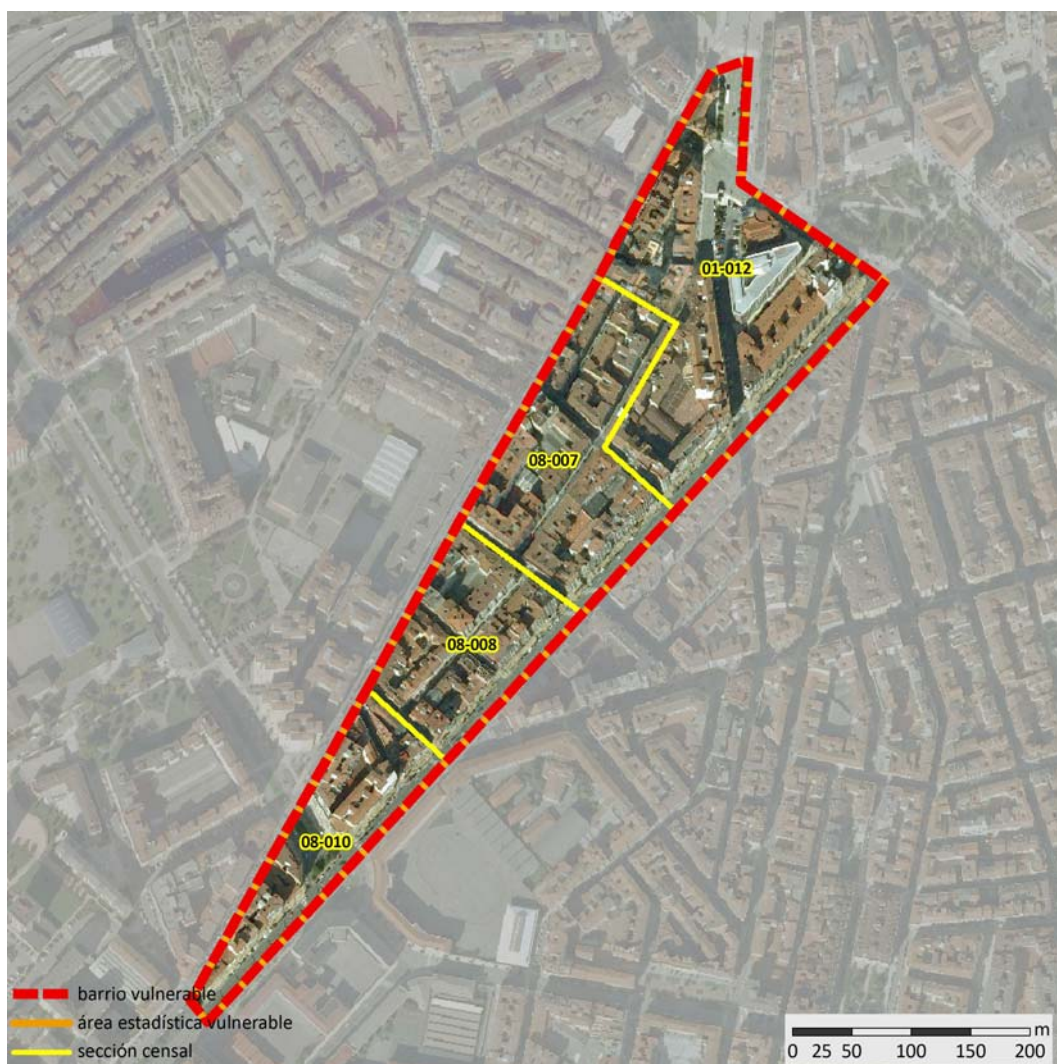 01-012
08-007
08-008
08-010
barrio vulnerable
área estadística vulnerable
sección censal
m
0 25 50 100 150 200